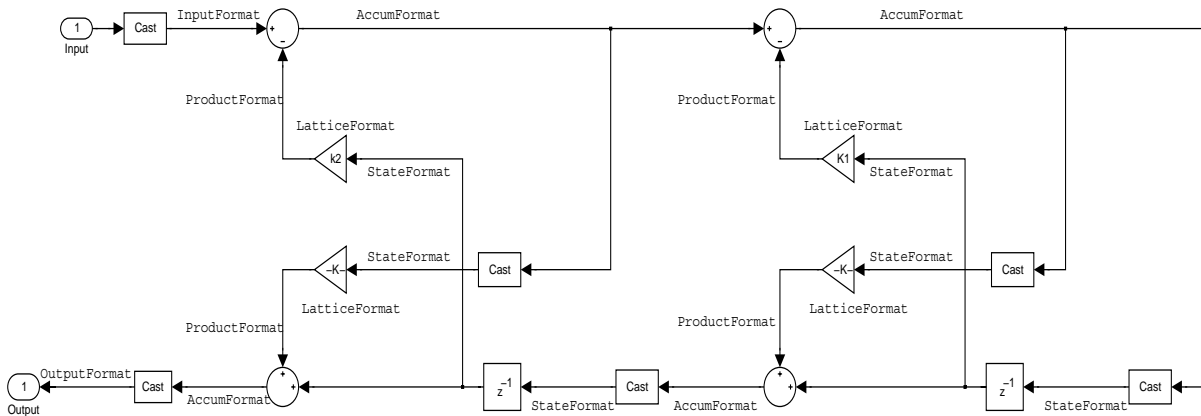 InputFormat
AccumFormat
AccumFormat
1
Cast
+
−
+
−
Input
ProductFormat
ProductFormat
LatticeFormat
LatticeFormat
k2
K1
StateFormat
StateFormat
StateFormat
StateFormat
−K−
Cast
−K−
Cast
LatticeFormat
LatticeFormat
ProductFormat
ProductFormat
OutputFormat
1
Cast
+
+
z−1
Cast
+
+
z−1
Cast
AccumFormat
StateFormat
AccumFormat
StateFormat
Output